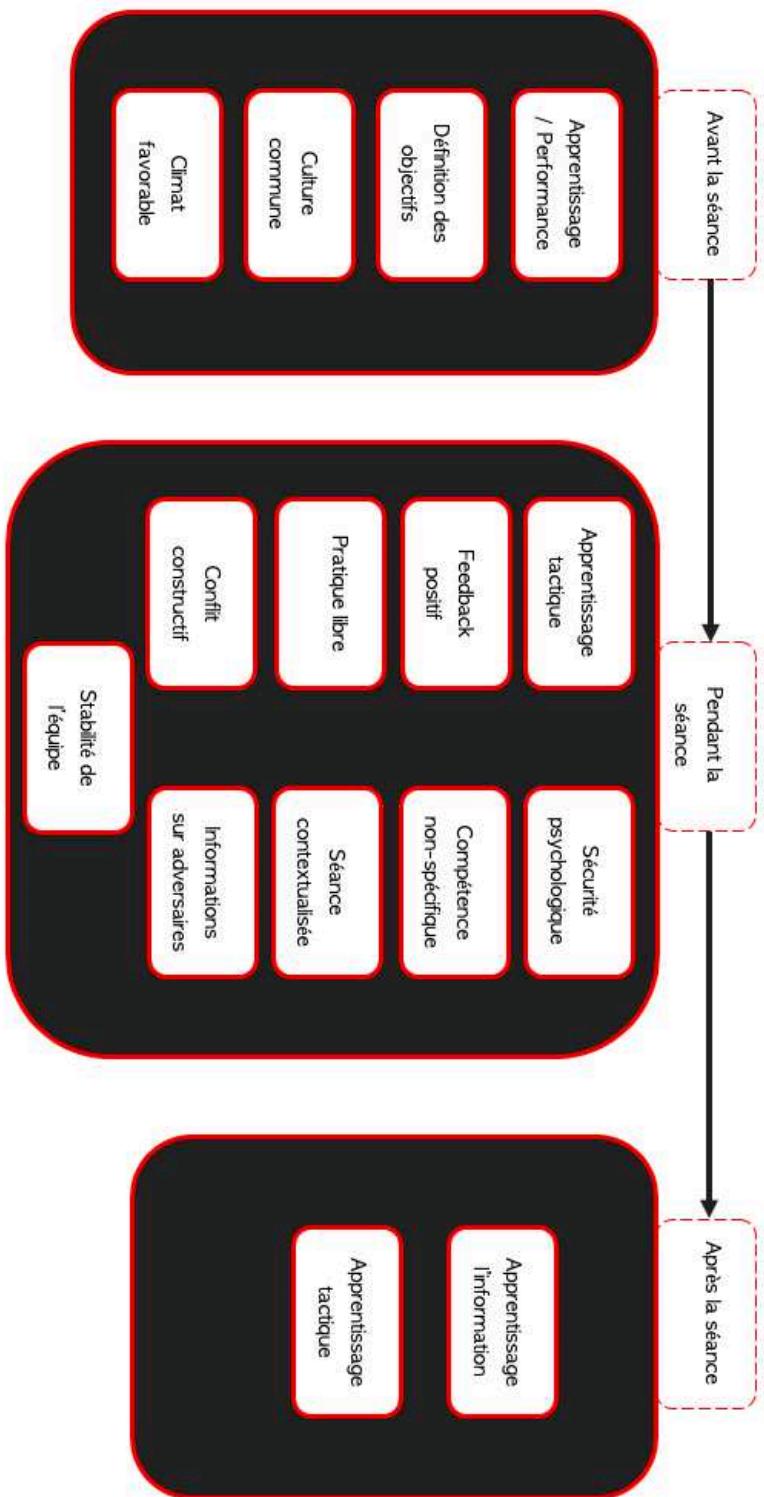 Avant la séance
Apprentissage
/ Performance
Définition des
objectifs
Culture
commune
Climat
favorable
Pendant la
séance
Apprentissage
tactique
Feedback
positif
Pratique libre
Conflit
constructif
Sécurité
psychologique
Compétence
non-spécifique
Séance
contextualisée
Informations
sur adversaires
Stabilité de
l'équipe
Après la séance
Apprentissage
l'information
Apprentissage
tactique